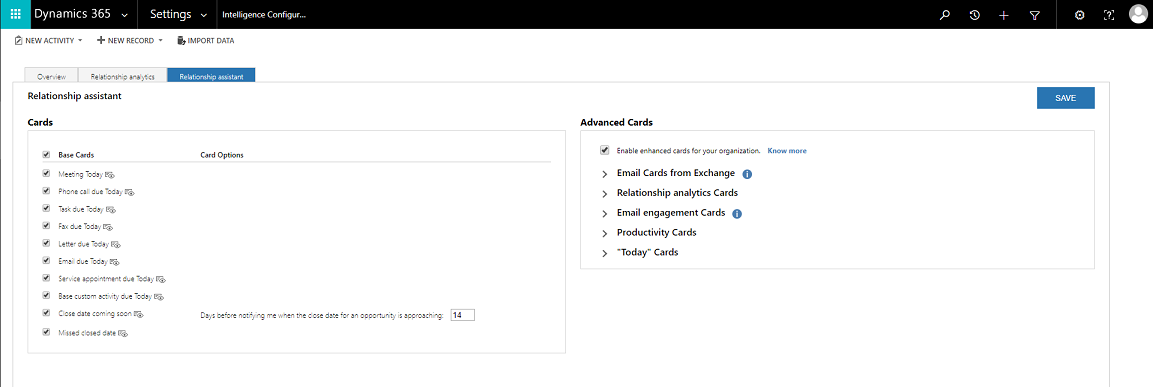 Dynamics 365 Settings Intelligence Configur...
NEW ACTIVITY NEW RECORD IMPORT DATA
Overview Relationship analytics Relationship assistant
Relationship assistant
SAVE
Cards
Base Cards Card Options
Meeting Today
Phone call due Today
Task due Today
Fax due Today
Letter due Today
Email due Today
Service appointment due Today
Base custom activity due Today
Close date coming soon Days before notifying me when the close date for an opportunity is approaching: 14
Missed closed date
Advanced Cards
Enable enhanced cards for your organization. Know more
Email Cards from Exchange
Relationship analytics Cards
Email engagement Cards
Productivity Cards
"Today" Cards